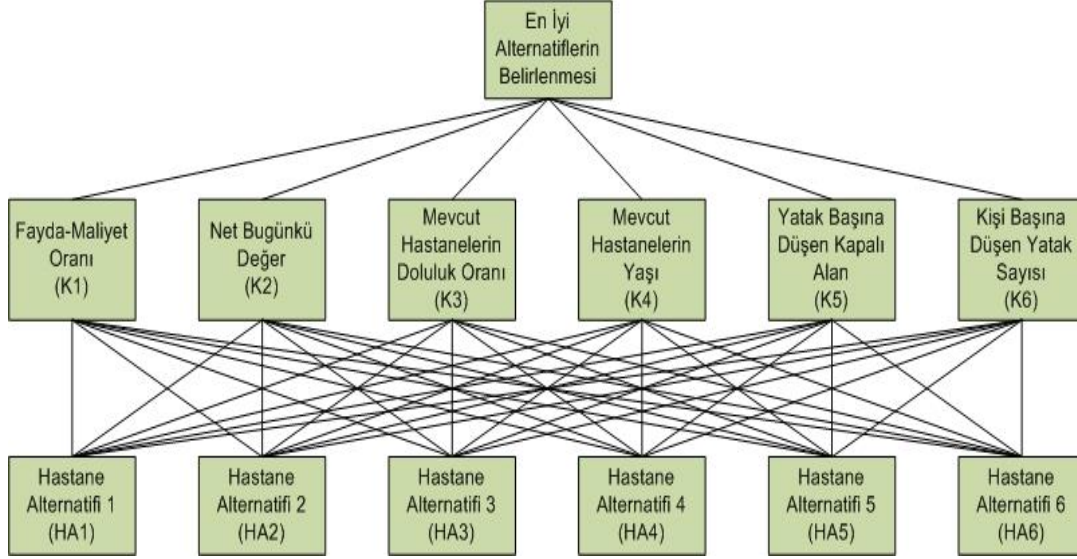 En İyi
Alternatiflerin
Belirlenmesi
Fayda-Maliyet
Oranı
(K1)
Net Bugünkü
Değer
(K2)
Mevcut
Hastanelerin
Doluluk Oranı
(K3)
Mevcut
Hastanelerin
Yaşı
(K4)
Yatak Başına
Düşen Kapalı
Alan
(K5)
Kişi Başına
Düşen Yatak
Sayısı
(K6)
Hastane
Alternatifi 1
(HA1)
Hastane
Alternatifi 2
(HA2)
Hastane
Alternatifi 3
(HA3)
Hastane
Alternatifi 4
(HA4)
Hastane
Alternatifi 5
(HA5)
Hastane
Alternatifi 6
(HA6)